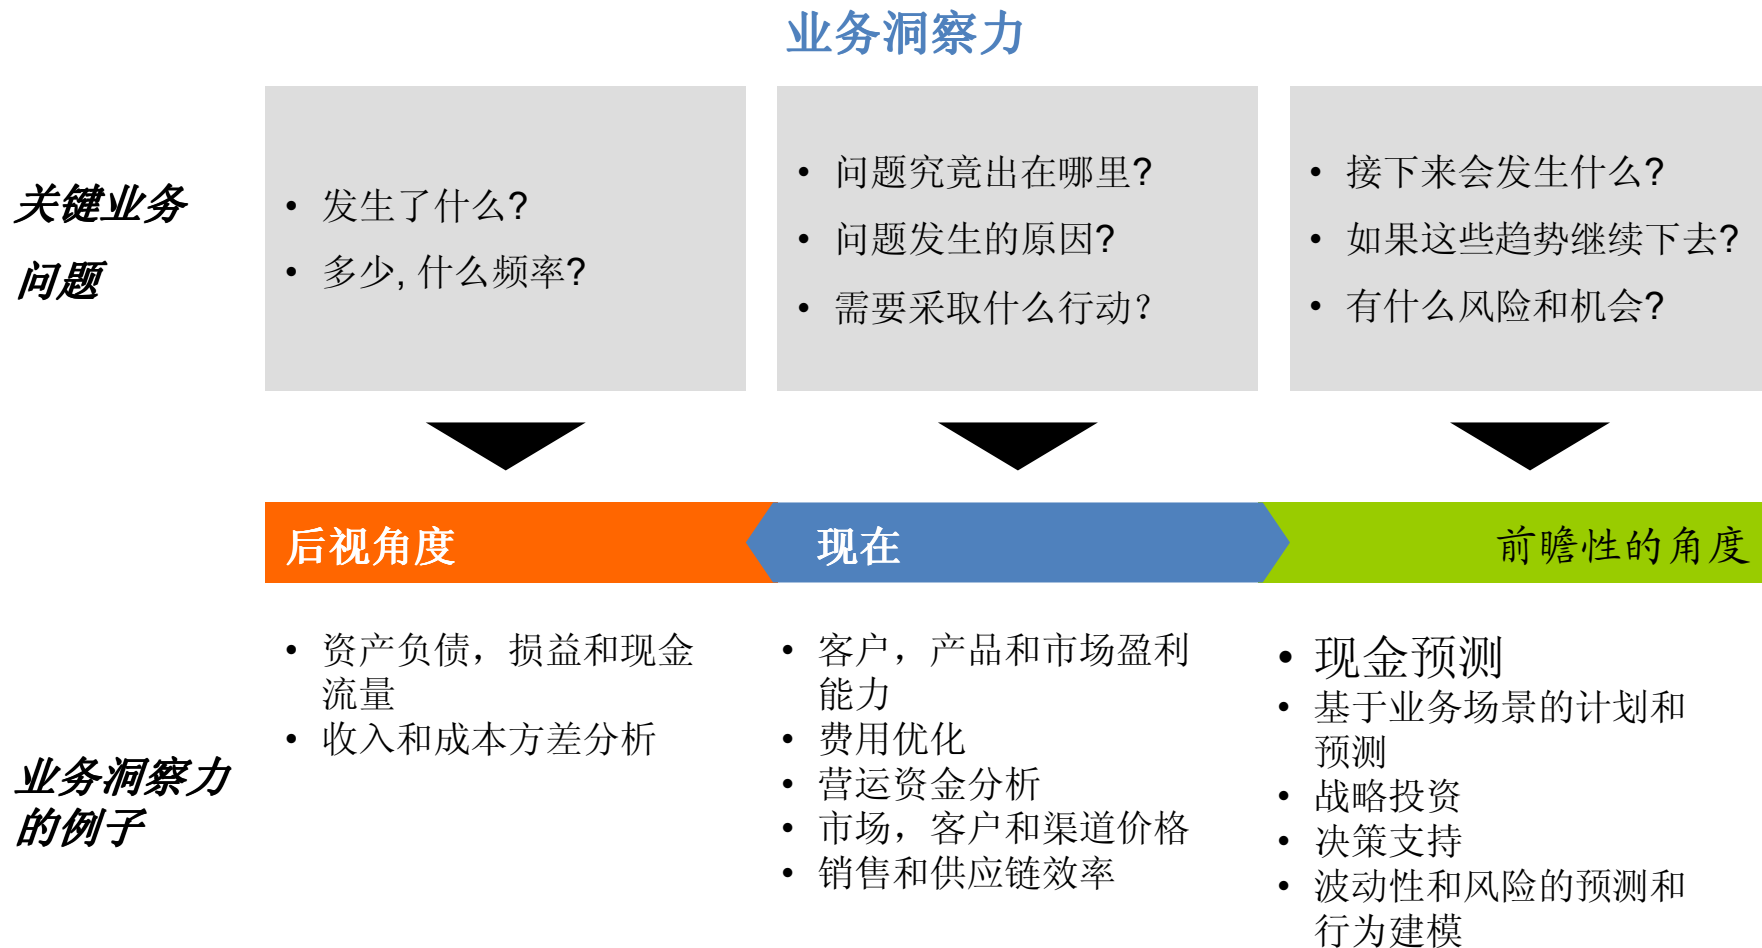 业务洞察力
关键业务
问题
• 发生了什么?
• 多少, 什么频率?
• 问题究竟出在哪里?
• 问题发生的原因?
• 需要采取什么行动？
• 接下来会发生什么?
• 如果这些趋势继续下去?
• 有什么风险和机会?
后视角度
现在
前瞻性的角度
业务洞察力
的例子
• 资产负债，损益和现金
流量
• 收入和成本方差分析
• 客户，产品和市场盈利
能力
• 费用优化
• 营运资金分析
• 市场，客户和渠道价格
• 销售和供应链效率
• 现金预测
• 基于业务场景的计划和
预测
• 战略投资
• 决策支持
• 波动性和风险的预测和
行为建模